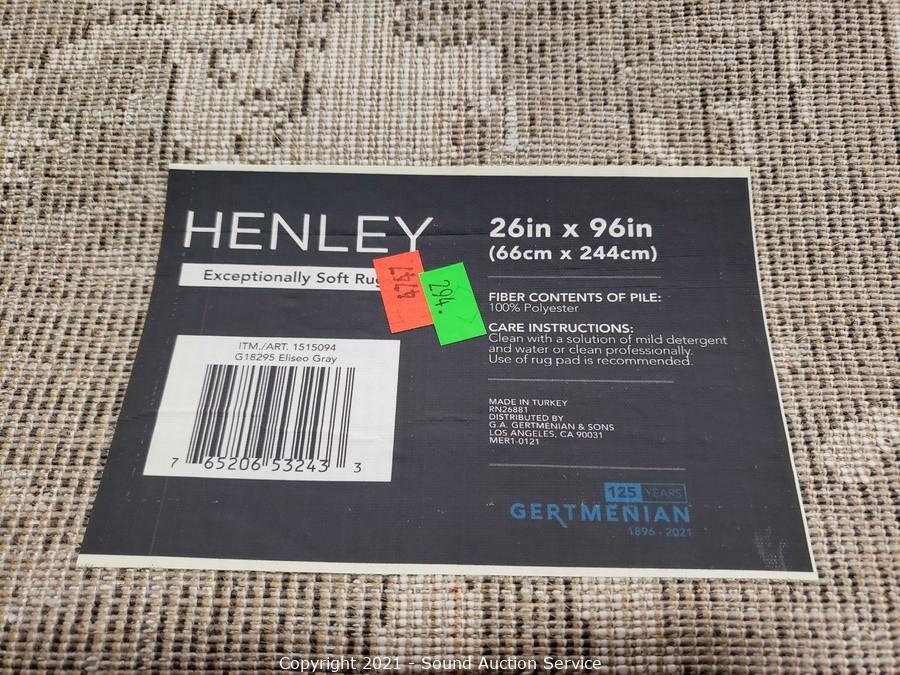 HENLEY
Exceptionally Soft
4747
294.
ITM./ART. 1515094
G18295 Eliseo Gray
7 65206 53243 3
26in x 96in
(66cm x 244cm)
FIBER CONTENTS OF PILE:
100% Polyester
CARE INSTRUCTIONS:
Clean with a solution of mild detergent
and water or clean professionally.
Use of rug pad is recommended.
MADE IN TURKEY
RN26881
DISTRIBUTED BY
G.A. GERTMENIAN & SONS
LOS ANGELES, CA 90031
MER1-0121
125 YEARS
GERTMENIAN
1896 - 2021
Copyright 2021 - Sound Auction Service